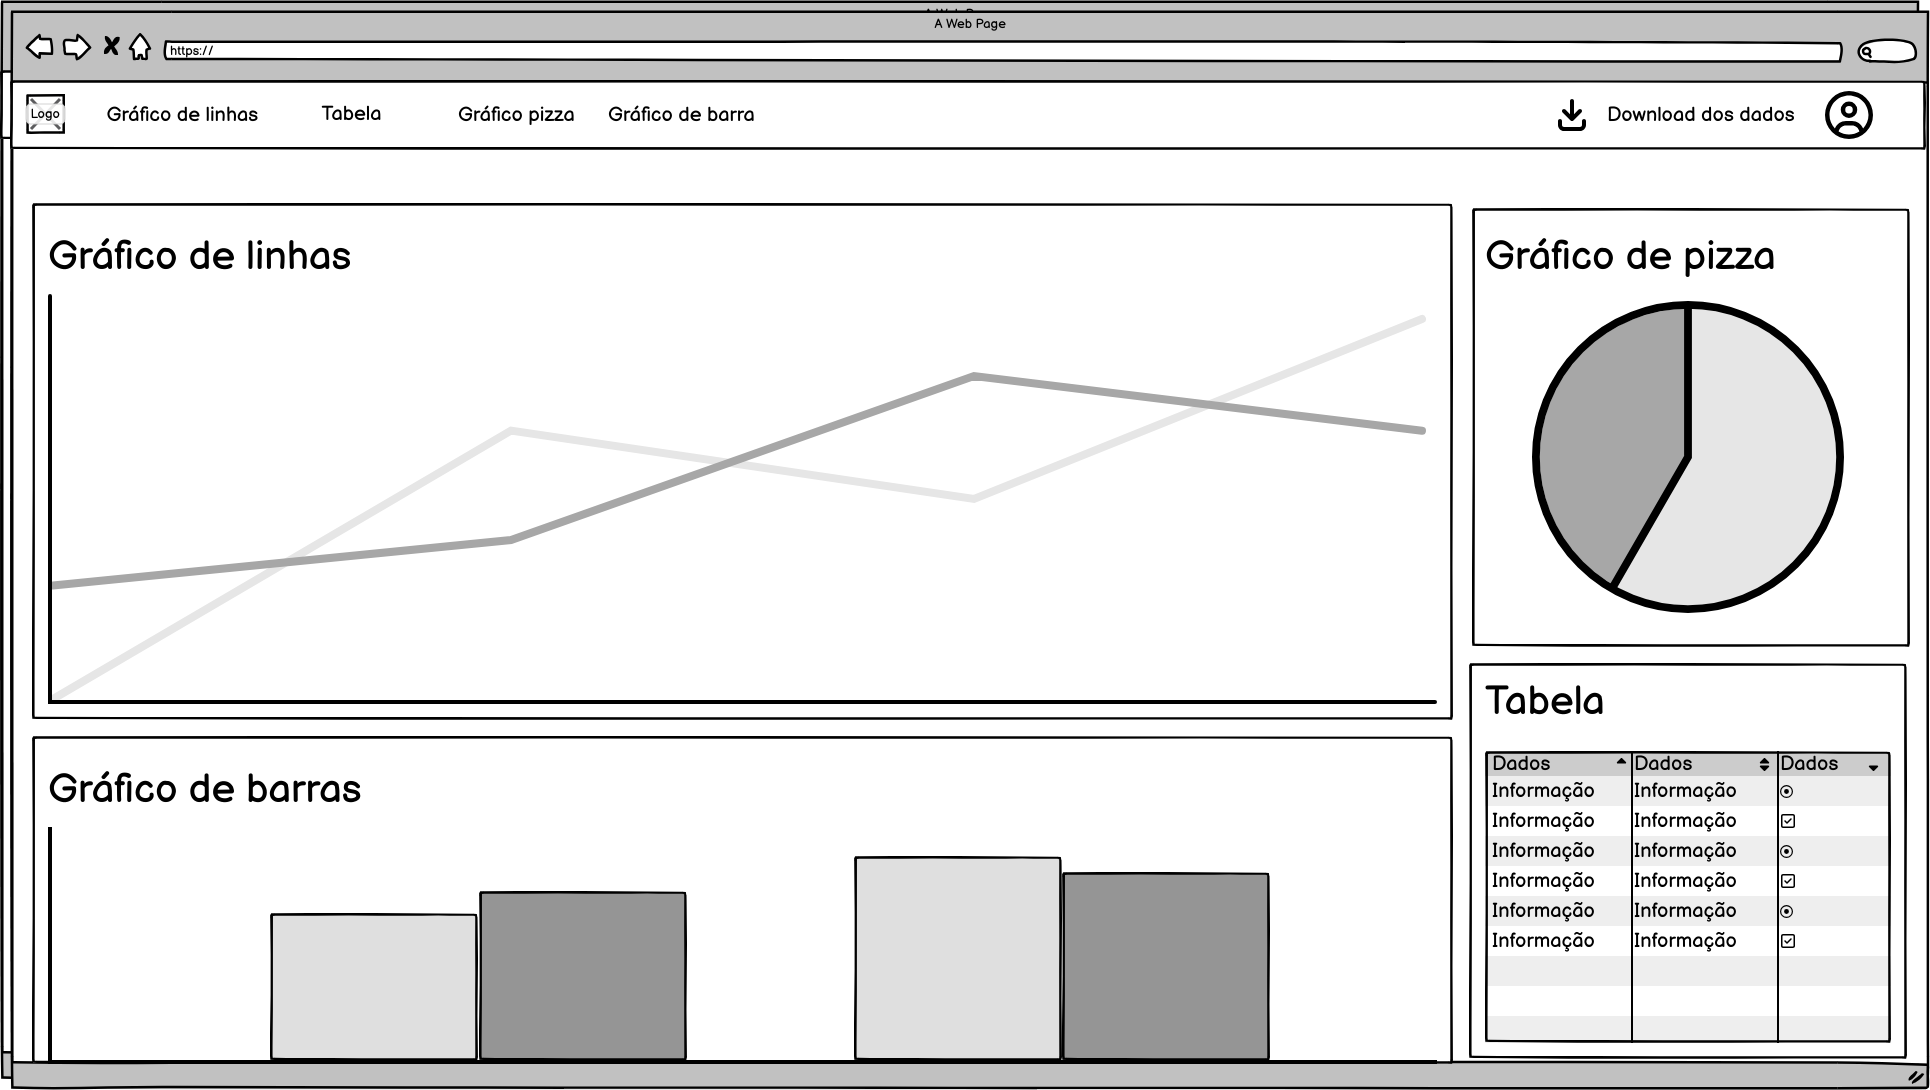 A Web Page
https://
Logo
Gráfico de linhas
Tabela
Gráfico pizza
Gráfico de barra
Download dos dados
Gráfico de linhas
Gráfico de pizza
Gráfico de barras
Tabela
Dados Dados Dados
Informação Informação
Informação Informação
Informação Informação
Informação Informação
Informação Informação
Informação Informação